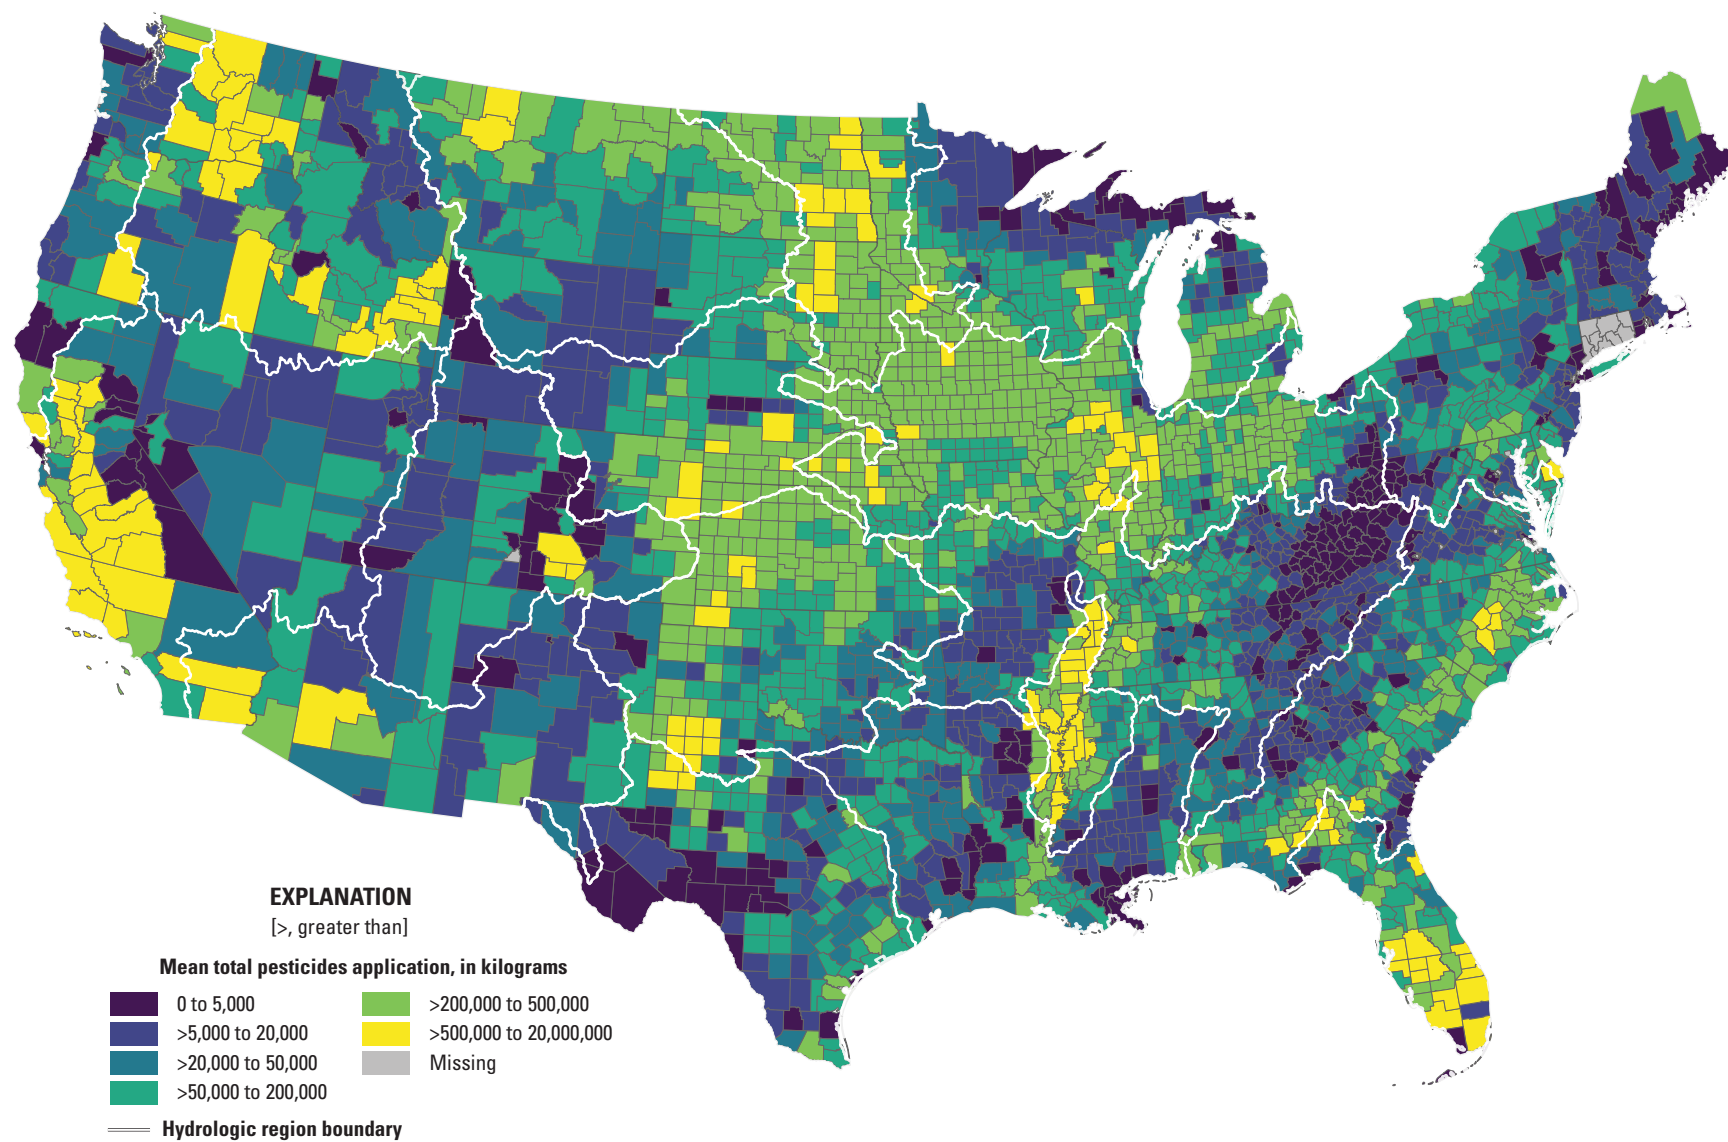 EXPLANATION
[>, greater than]
Mean total pesticides application, in kilograms
0 to 5,000
>5,000 to 20,000
>20,000 to 50,000
>50,000 to 200,000
>200,000 to 500,000
>500,000 to 20,000,000
Missing
Hydrologic region boundary